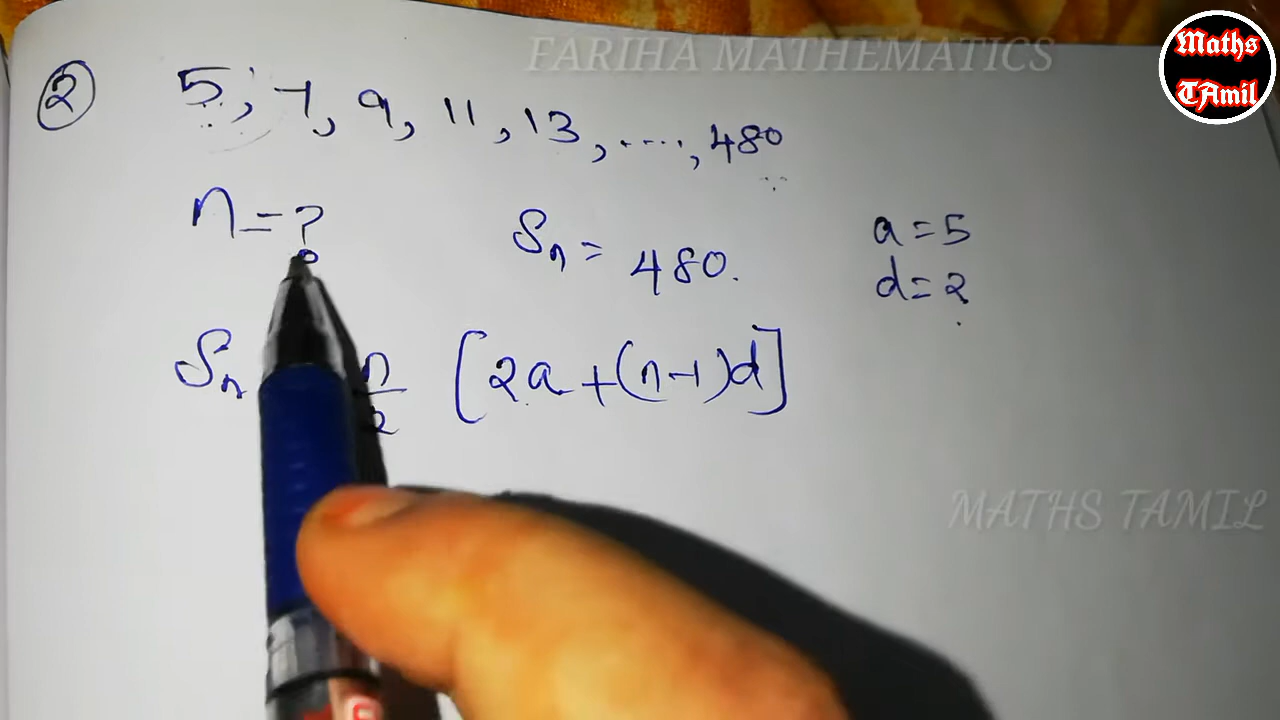 FARIHA MATHEMATICS
Maths
TAmil
② 5, 7, 9, 11, 13, ...., 480
n = ?
Sn = 480.
a = 5
d = 2
Sn n/2 [2a + (n-1)d]
MATHS TAMIL